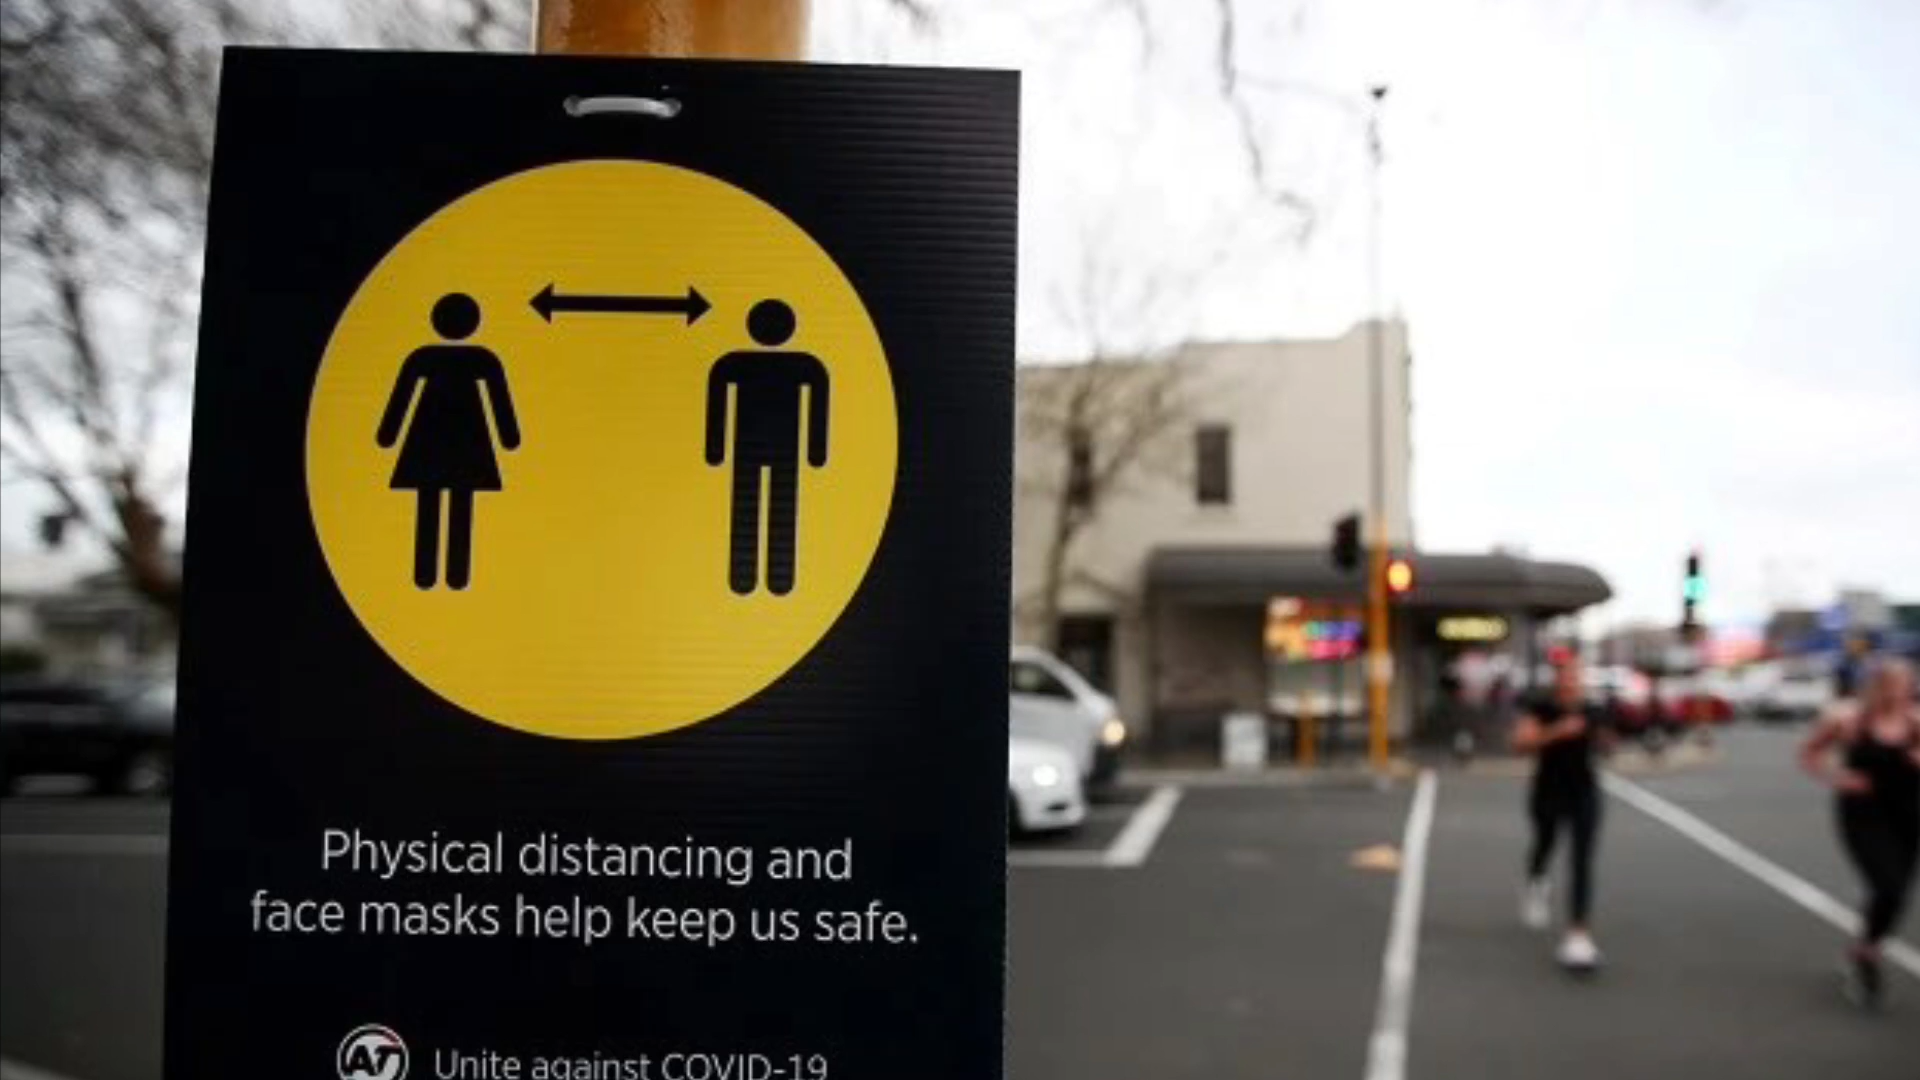 Physical distancing and
face masks help keep us safe.
AT Unite against COVID-19